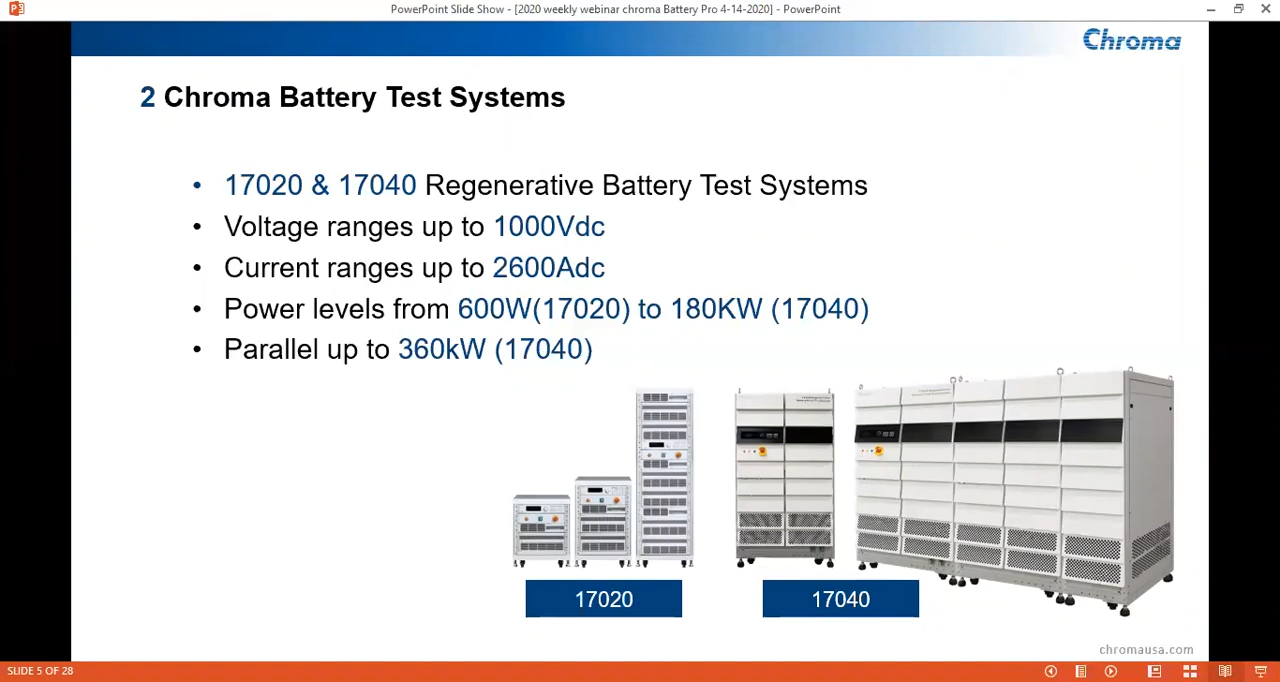 PowerPoint Slide Show - [2020 weekly webinar chroma Battery Pro 4-14-2020] - PowerPoint
Chroma
2 Chroma Battery Test Systems
• 17020 & 17040 Regenerative Battery Test Systems
• Voltage ranges up to 1000Vdc
• Current ranges up to 2600Adc
• Power levels from 600W(17020) to 180KW (17040)
• Parallel up to 360kW (17040)
17020
17040
chromausa.com
SLIDE 5 OF 28